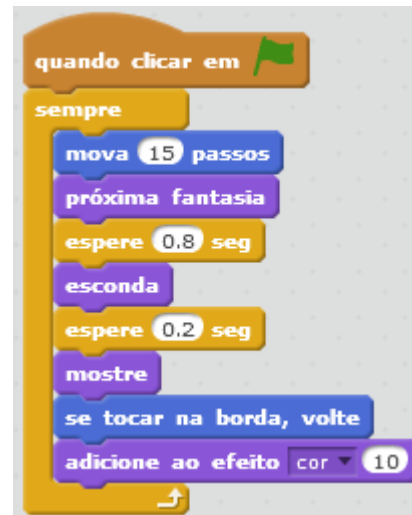 quando clicar em
sempre
mova 15 passos
próxima fantasia
espere 0.8 seg
esconda
espere 0.2 seg
mostre
se tocar na borda, volte
adicione ao efeito cor 10